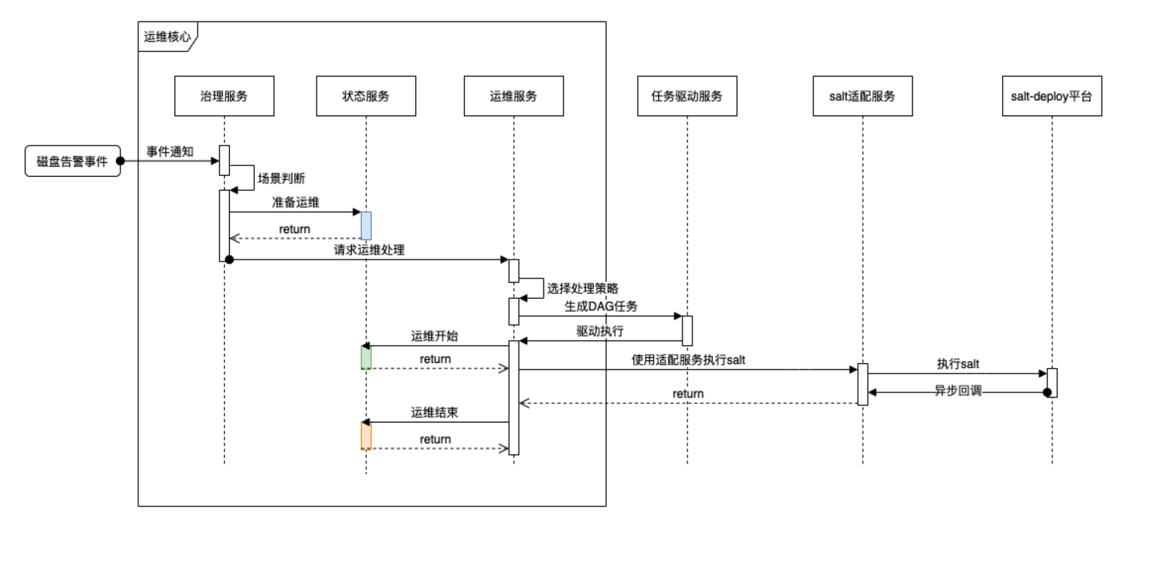 运维核心
治理服务
状态服务
运维服务
任务驱动服务
salt适配服务
salt-deploy平台
磁盘告警事件
事件通知
场景判断
准备运维
return
请求运维处理
选择处理策略
生成DAG任务
驱动执行
运维开始
return
使用适配服务执行salt
执行salt
异步回调
return
运维结束
return